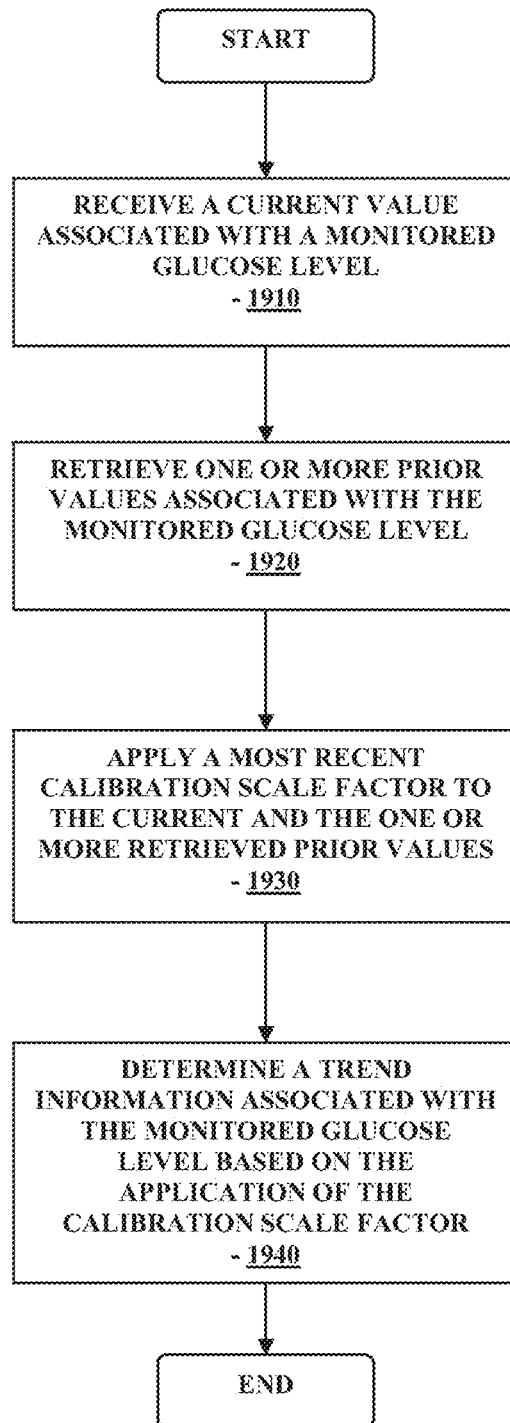 START
RECEIVE A CURRENT VALUE
ASSOCIATED WITH A MONITORED
GLUCOSE LEVEL
- 1910
RETRIEVE ONE OR MORE PRIOR
VALUES ASSOCIATED WITH THE
MONITORED GLUCOSE LEVEL
- 1920
APPLY A MOST RECENT
CALIBRATION SCALE FACTOR TO
THE CURRENT AND THE ONE OR
MORE RETRIEVED PRIOR VALUES
- 1930
DETERMINE A TREND
INFORMATION ASSOCIATED WITH
THE MONITORED GLUCOSE
LEVEL BASED ON THE
APPLICATION OF THE
CALIBRATION SCALE FACTOR
- 1940
END